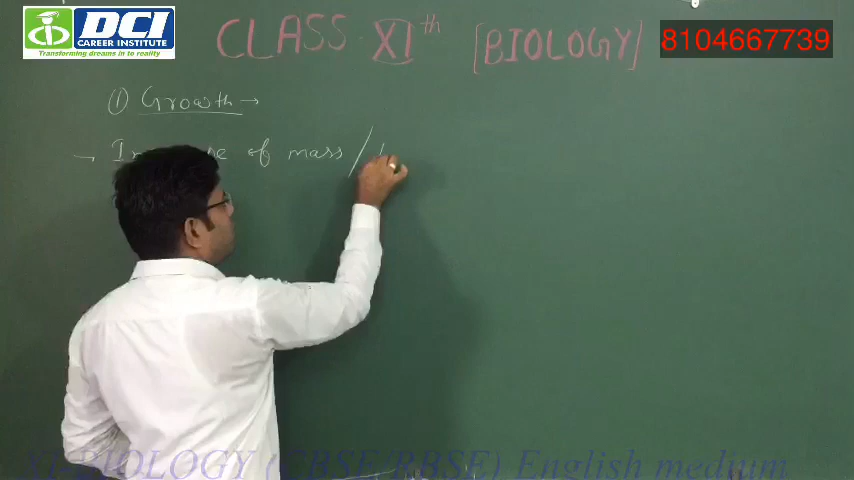 DCI
CAREER INSTITUTE
Transforming dreams in to reality
CLASS XIth [BIOLOGY]
8104667739
① Growth →
→ of mass /
XI-BIOLOGY (CBSE/RBSE) English medium